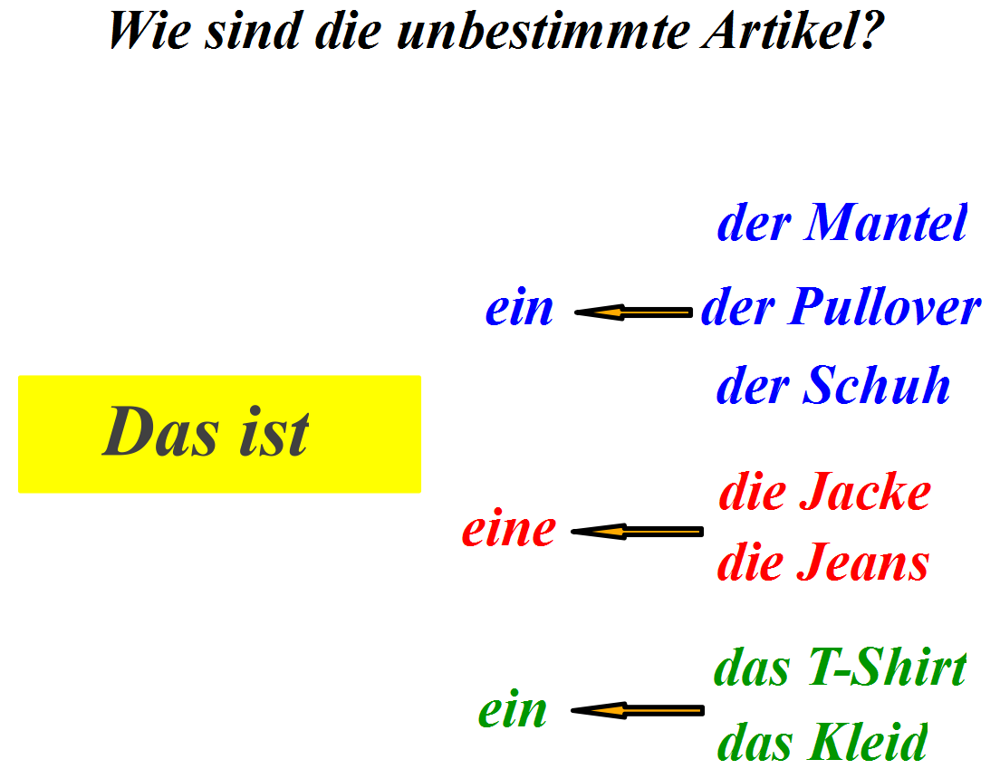 Wie sind die unbestimmte Artikel?
der Mantel
ein
der Pullover
der Schuh
Das ist
die Jacke
eine
die Jeans
das T-Shirt
ein
das Kleid